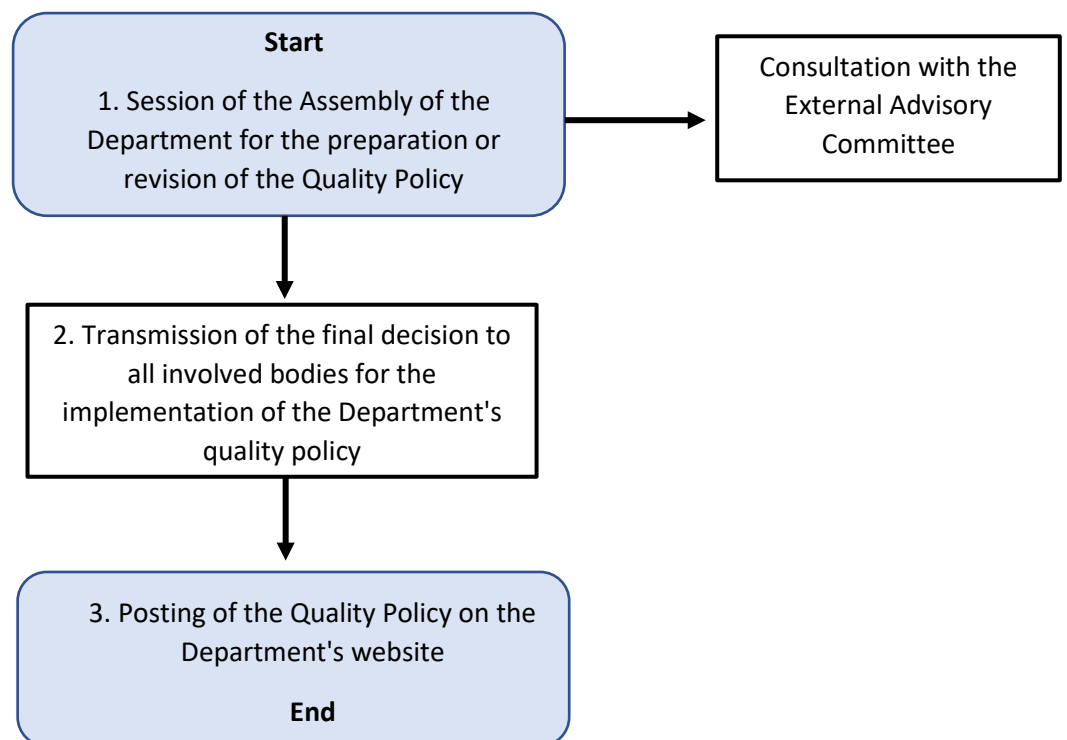 Start
1. Session of the Assembly of the
Department for the preparation or
revision of the Quality Policy
Consultation with the
External Advisory
Committee
2. Transmission of the final decision to
all involved bodies for the
implementation of the Department's
quality policy
3. Posting of the Quality Policy on the
Department's website
End